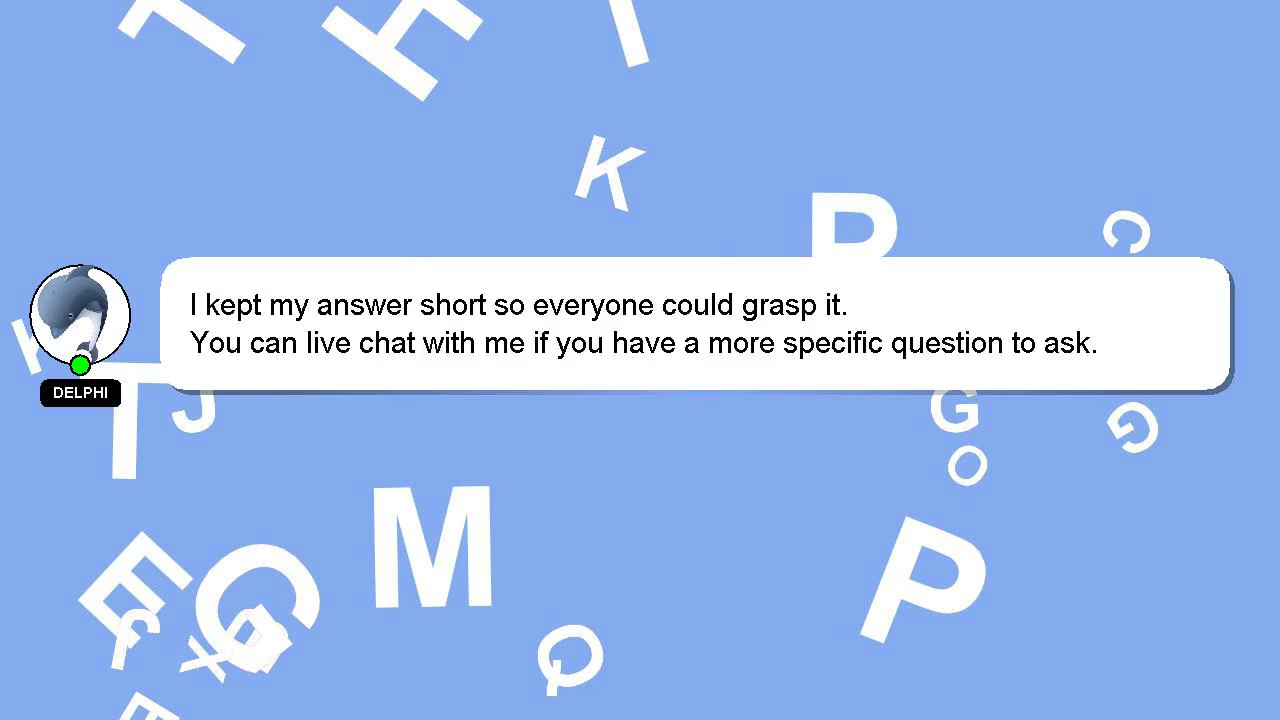 I kept my answer short so everyone could grasp it.
You can live chat with me if you have a more specific question to ask.
DELPHI
T
H
K
P
C
T
J
G
G
O
M
P
E
G
J
X
Q
E